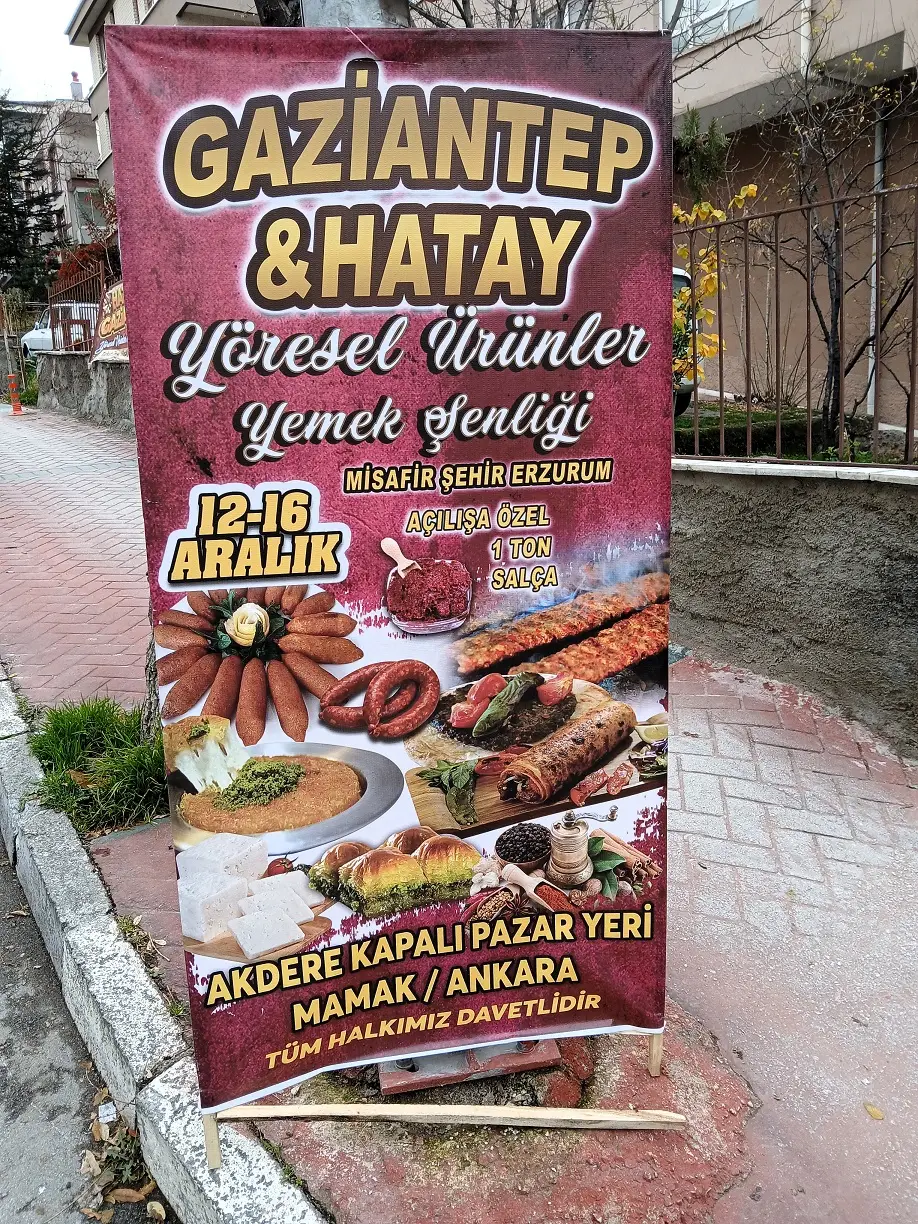 GAZİANTEP
&HATAY
Yöresel Ürünler
Yemek Şenliği
MİSAFİR ŞEHİR ERZURUM
12-16
ARALIK
AÇILIŞA ÖZEL
1 TON
SALÇA
AKDERE KAPALI PAZAR YERİ
MAMAK / ANKARA
TÜM HALKIMIZ DAVETLİDİR